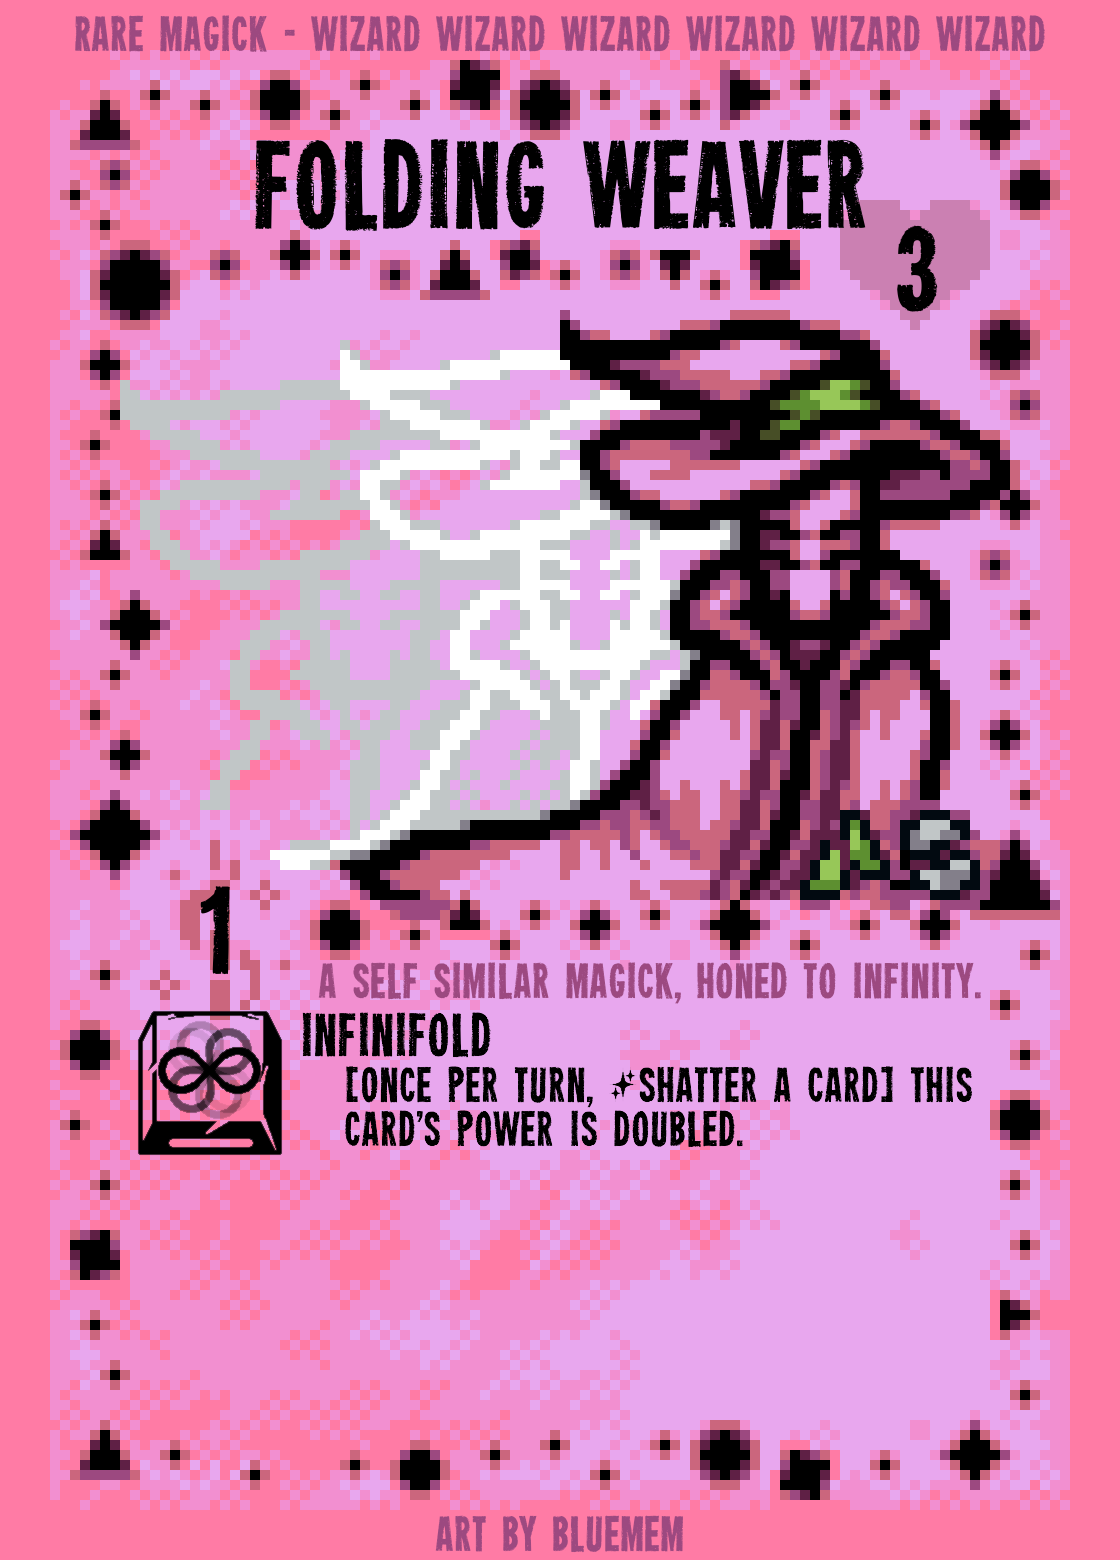 RARE MAGICK - WIZARD WIZARD WIZARD WIZARD WIZARD WIZARD
FOLDING WEAVER
3
1
A SELF SIMILAR MAGICK, HONED TO INFINITY.
INFINIFOLD
[ONCE PER TURN, ✨SHATTER A CARD] THIS
CARD'S POWER IS DOUBLED.
ART BY BLUEMEM